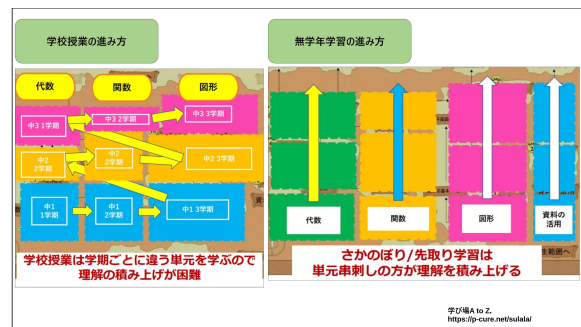 学校授業の進み方
無学年学習の進み方
代数
関数
図形
中3 1学期
中3 2学期
中3 3学期
中2
2学期
中2
2学期
中2 3学期
中1
1学期
中1
2学期
中1 3学期
学校授業は学期ごとに違う単元を学ぶので
理解の積み上げが困難
代数
関数
図形
資料の
活用
さかのぼり/先取り学習は
単元串刺しの方が理解を積み上げる
学び場A to Z.
https://p-cure.net/sulala/